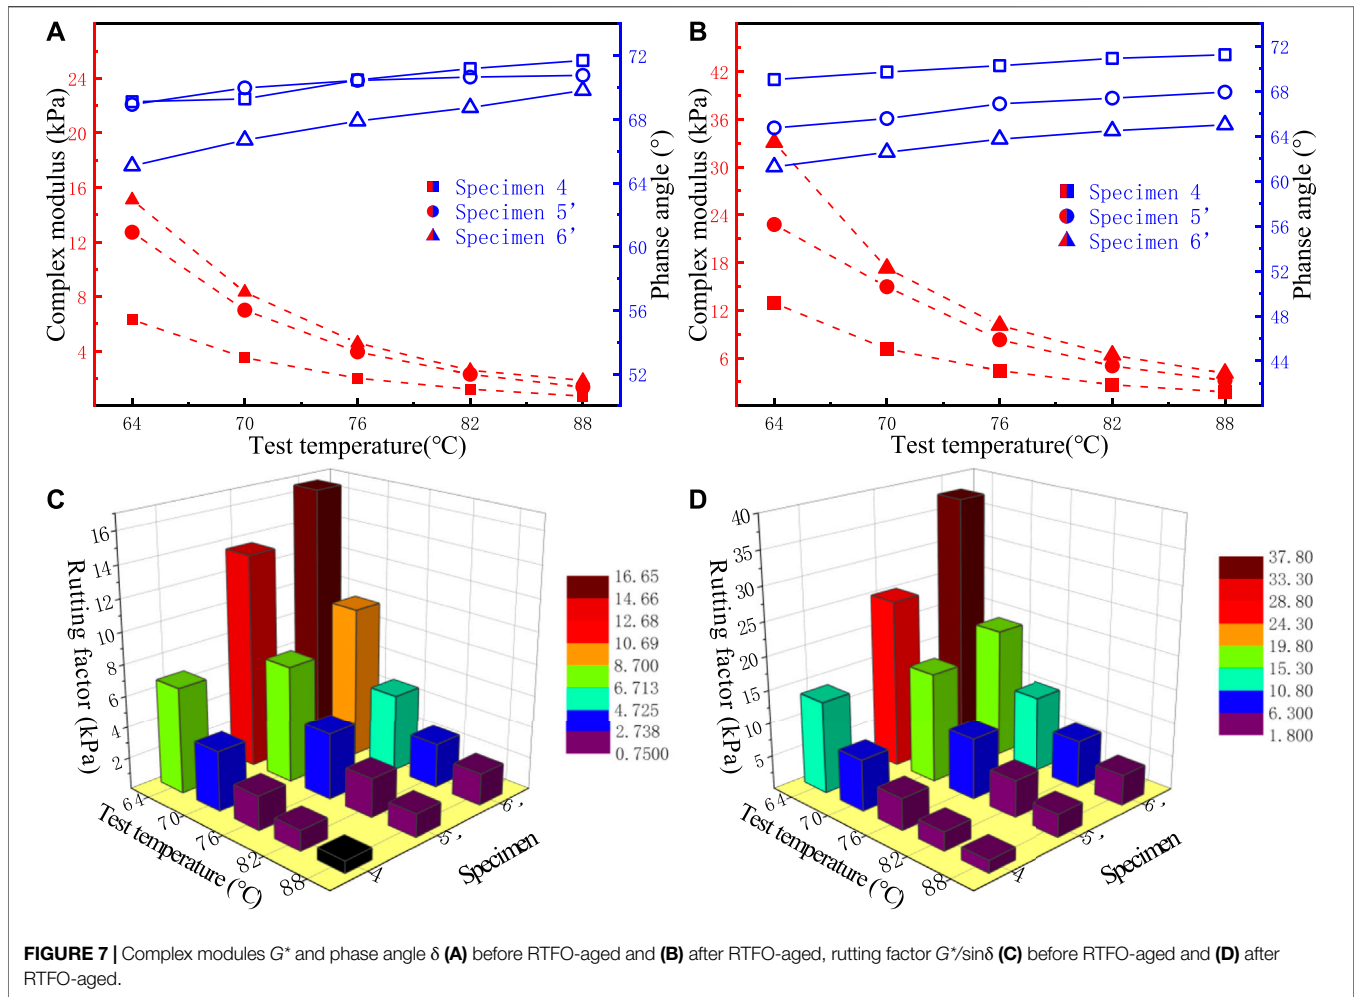 A
24
20
16
12
8
4
Complex modulus (kPa)
72
68
64
60
56
52
Phanse angle (°)
Specimen 4
Specimen 5'
Specimen 6'
64 70 76 82 88
Test temperature(°C)
B
42
36
30
24
18
12
6
Complex modulus (kPa)
72
68
64
60
56
52
48
44
Phanse angle (°)
Specimen 4
Specimen 5'
Specimen 6'
64 70 76 82 88
Test temperature(°C)
C
16
14
12
10
8
6
4
2
Rutting factor (kPa)
64
70
76
82
88
Test temperature (°C)
4
5'
6'
Specimen
16.65
14.66
12.68
10.69
8.700
6.713
4.725
2.738
0.7500
D
40
35
30
25
20
15
10
5
Rutting factor (kPa)
64
70
76
82
88
Test temperature (°C)
4
5'
6'
Specimen
37.80
33.30
28.80
24.30
19.80
15.30
10.80
6.300
1.800
FIGURE 7 | Complex modules G* and phase angle δ (A) before RTFO-aged and (B) after RTFO-aged, rutting factor G*/sinδ (C) before RTFO-aged and (D) after
RTFO-aged.